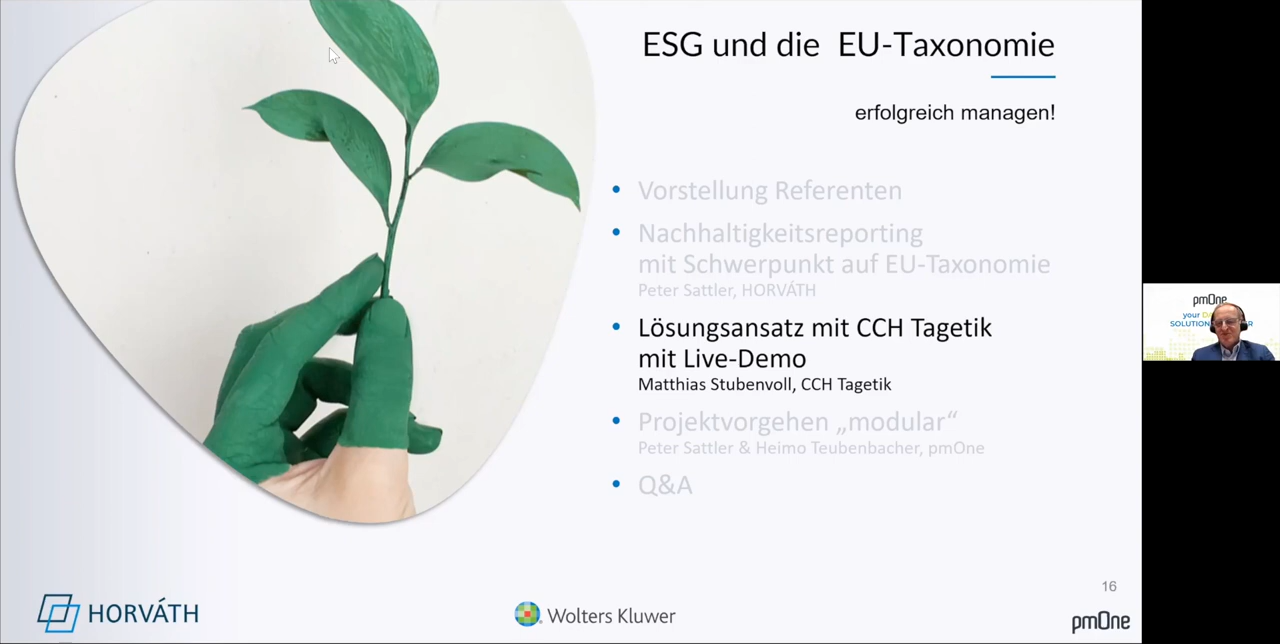 ESG und die EU-Taxonomie
erfolgreich managen!
• Vorstellung Referenten
• Nachhaltigkeitsreporting
mit Schwerpunkt auf EU-Taxonomie
Peter Sattler, HORVÁTH
• Lösungsansatz mit CCH Tagetik
mit Live-Demo
Matthias Stubenvoll, CCH Tagetik
• Projektvorgehen „modular“
Peter Sattler & Heimo Teubenbacher, pmOne
• Q&A
16
HORVÁTH
Wolters Kluwer
pmOne
pmOne
your